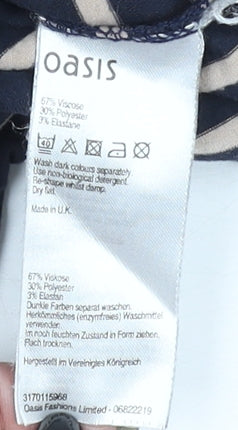 oasis
67% Viscose
30% Polyester
3% Elastane
40
Wash dark colours separately
Use non-biological detergent.
Re-shape whilst damp.
Dry flat.
Made in U.K.
67% Viscose
30% Polyester
3% Elastan
Dunkle Farben separat waschen.
Herkömmliches (enzymfreies) Waschmittel
verwenden.
Im noch feuchten Zustand in Form ziehen.
Flach trocknen.
Hergestellt im Vereinigtes Königreich
3170115968
Oasis Fashions Limited - 06822219